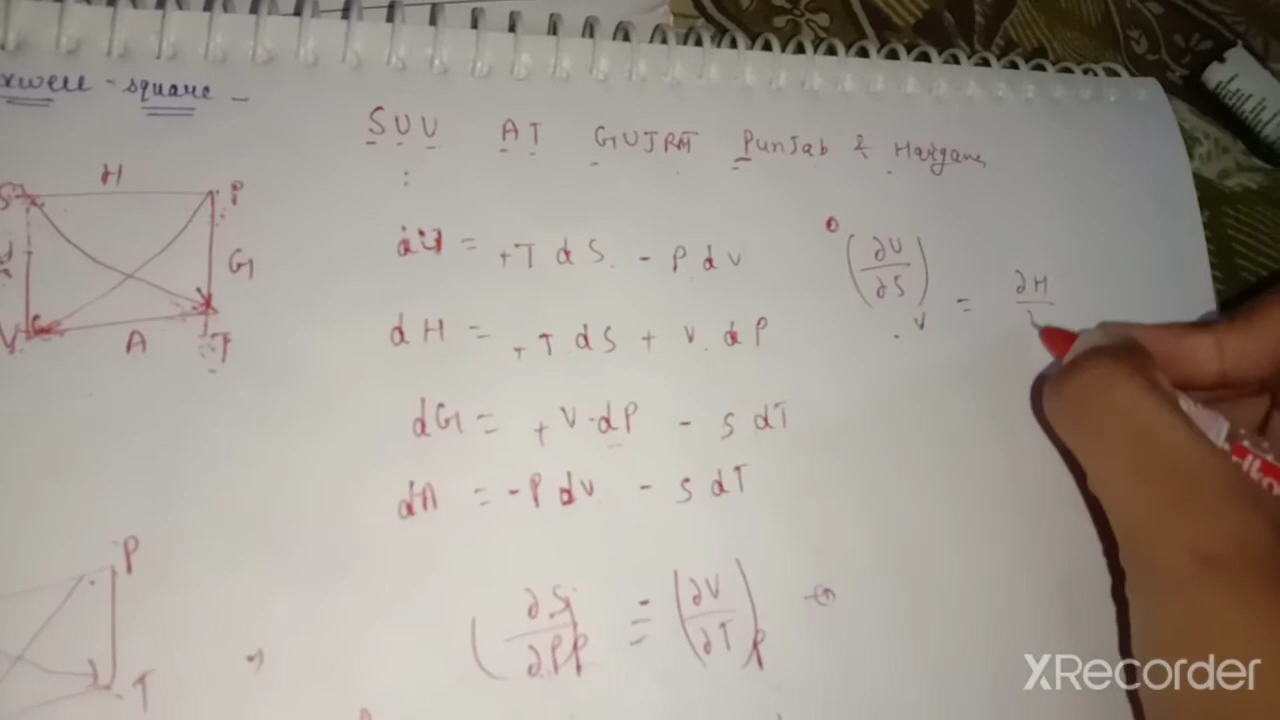 xwell - square -
SUV AT GUJRAT Punjab & Haryana
:
S H P
G
V A T
dU = +T dS - P dV
dH = +T dS + V. dP
dG = +V.dP - S dT
dA = -P dV - S dT
(∂U/∂S)V = ∂H
P
T
(∂S/∂P)P = (∂V/∂T)P
XRecorder